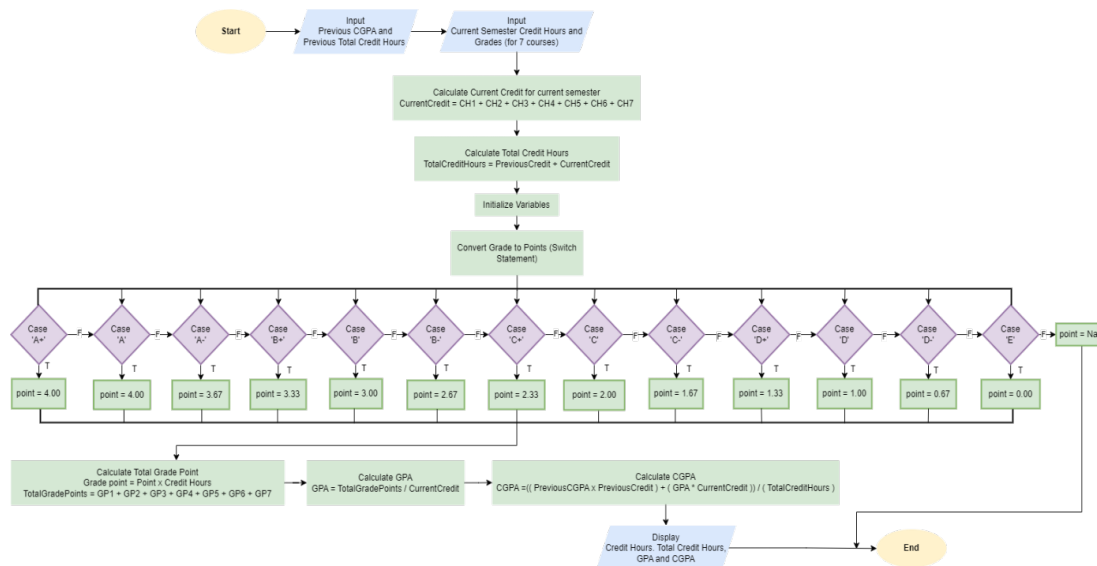 Start
Input
Previous CGPA and
Previous Total Credit Hours
Input
Current Semester Credit Hours and
Grades (for 7 courses)
Calculate Current Credit for current semester
CurrentCredit = CH1 + CH2 + CH3 + CH4 + CH5 + CH6 + CH7
Calculate Total Credit Hours
TotalCreditHours = PreviousCredit + CurrentCredit
Initialize Variables
Convert Grade to Points (Switch
Statement)
Case
'A+'
F
Case
'A'
F
Case
'A-'
F
Case
'B+'
F
Case
'B'
F
Case
'B-'
F
Case
'C+'
F
Case
'C'
F
Case
'C-'
F
Case
'D+'
F
Case
'D'
F
Case
'D-'
F
Case
'E'
F
point = Na
T
T
T
T
T
T
T
T
T
T
T
T
T
point = 4.00
point = 4.00
point = 3.67
point = 3.33
point = 3.00
point = 2.67
point = 2.33
point = 2.00
point = 1.67
point = 1.33
point = 1.00
point = 0.67
point = 0.00
Calculate Total Grade Point
Grade point = Point x Credit Hours
TotalGradePoints = GP1 + GP2 + GP3 + GP4 + GP5 + GP6 + GP7
Calculate GPA
GPA = TotalGradePoints / CurrentCredit
Calculate CGPA
CGPA =(( PreviousCGPA x PreviousCredit ) + ( GPA * CurrentCredit )) / ( TotalCreditHours )
Display
Credit Hours. Total Credit Hours,
GPA and CGPA
End